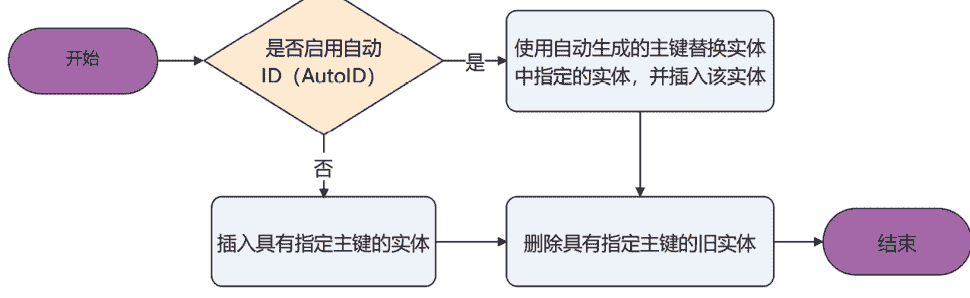 开始
是否启用自动
ID（AutoID）
是
使用自动生成的主键替换实体
中指定的实体，并插入该实体
否
插入具有指定主键的实体
删除具有指定主键的旧实体
结束